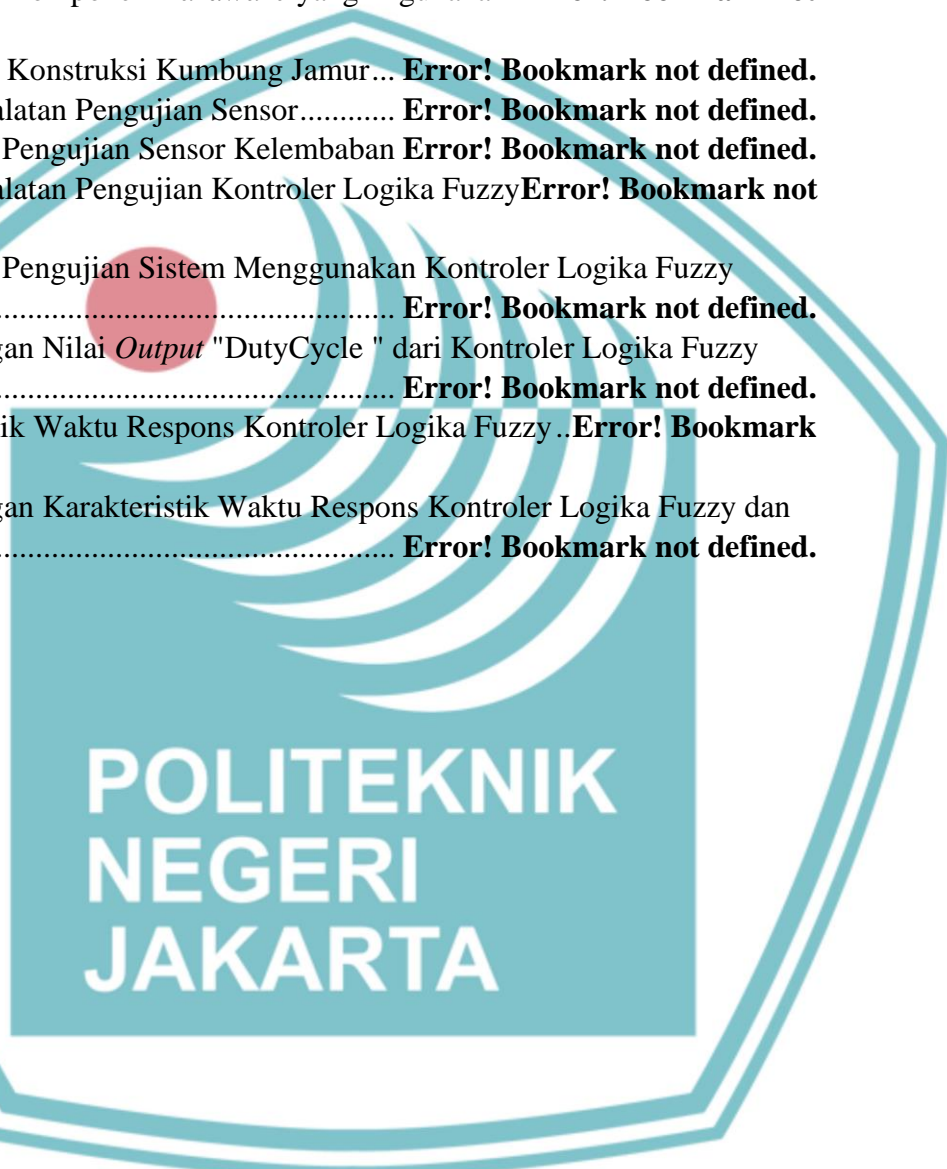 Konstruksi Kumbung Jamur... Error! Bookmark not defined.
alatan Pengujian Sensor............ Error! Bookmark not defined.
Pengujian Sensor Kelembaban Error! Bookmark not defined.
alatan Pengujian Kontroler Logika FuzzyError! Bookmark not
Pengujian Sistem Menggunakan Kontroler Logika Fuzzy
................................................ Error! Bookmark not defined.
gan Nilai Output "DutyCycle " dari Kontroler Logika Fuzzy
................................................ Error! Bookmark not defined.
ik Waktu Respons Kontroler Logika Fuzzy..Error! Bookmark
gan Karakteristik Waktu Respons Kontroler Logika Fuzzy dan
................................................ Error! Bookmark not defined.
POLITEKNIK
NEGERI
JAKARTA